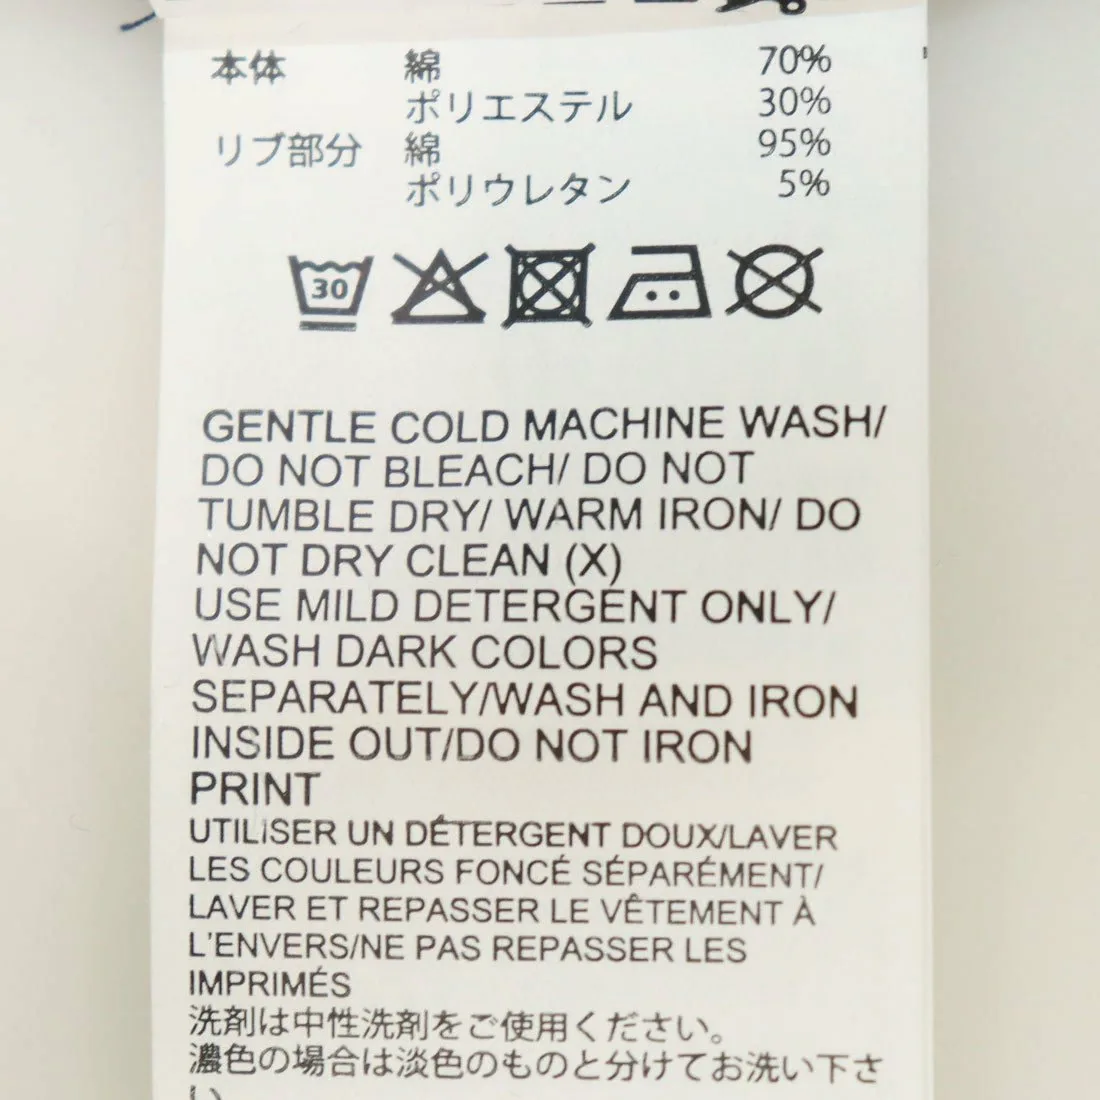 本体 綿 70%
ポリエステル 30%
リブ部分 綿 95%
ポリウレタン 5%
30
GENTLE COLD MACHINE WASH/
DO NOT BLEACH/ DO NOT
TUMBLE DRY/ WARM IRON/ DO
NOT DRY CLEAN (X)
USE MILD DETERGENT ONLY/
WASH DARK COLORS
SEPARATELY/WASH AND IRON
INSIDE OUT/DO NOT IRON
PRINT
UTILISER UN DÉTERGENT DOUX/LAVER
LES COULEURS FONCÉ SÉPARÉMENT/
LAVER ET REPASSER LE VÊTEMENT À
L'ENVERS/NE PAS REPASSER LES
IMPRIMÉS
洗剤は中性洗剤をご使用ください。
濃色の場合は淡色のものと分けてお洗い下さ
い